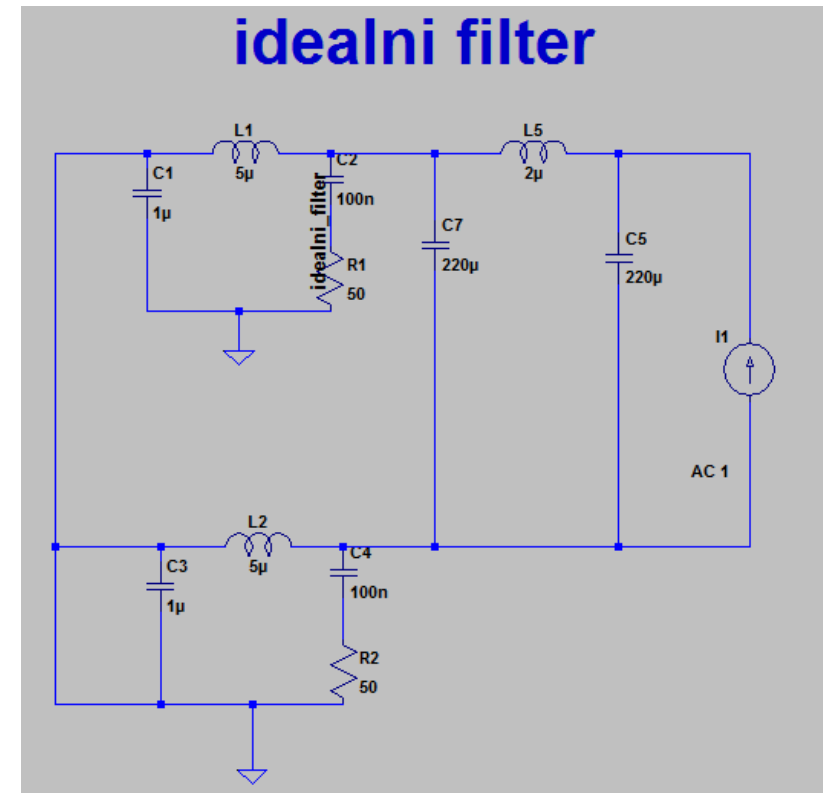 idealni filter
L1
5µ
L5
2µ
C1
1µ
C2
100n
idealni_filter
R1
50
C7
220µ
C5
220µ
I1
AC 1
L2
5µ
C3
1µ
C4
100n
R2
50